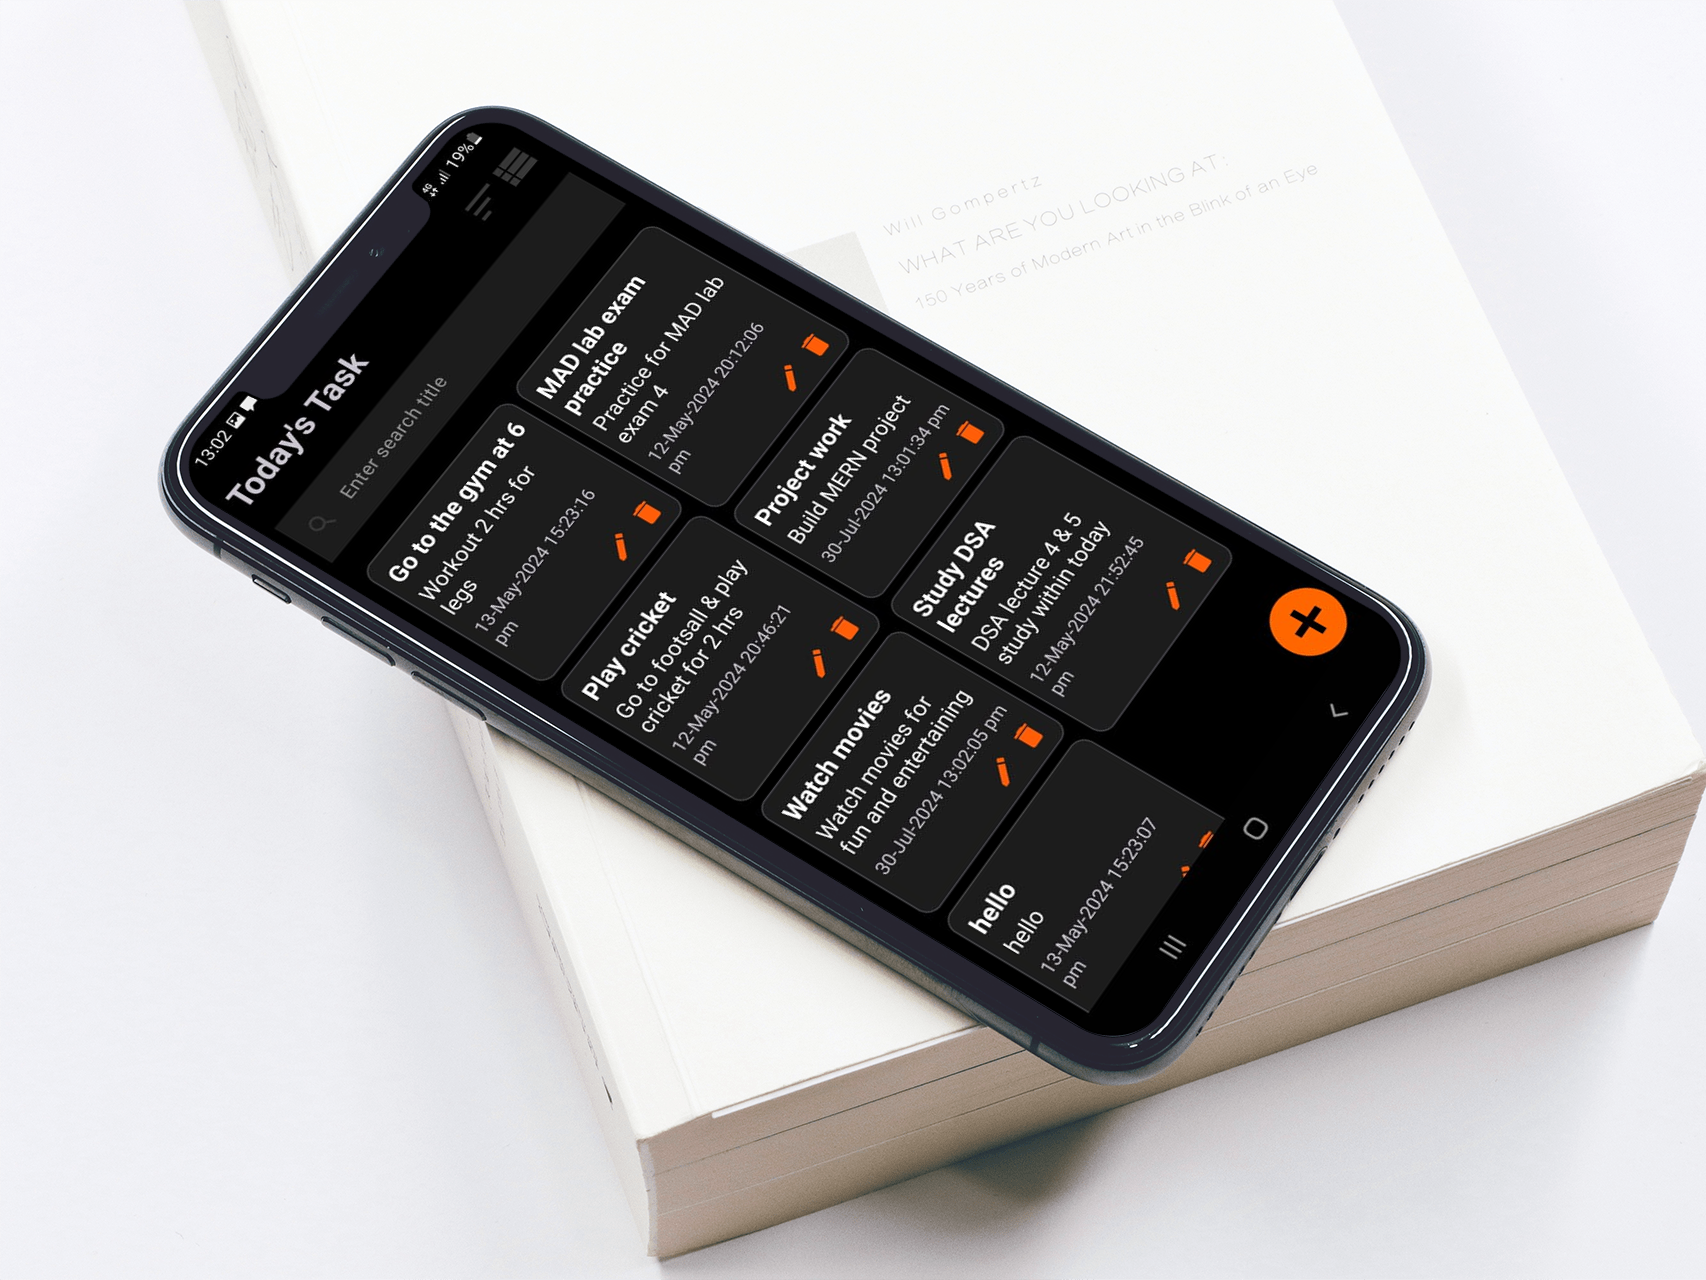 Will Gompertz
WHAT ARE YOU LOOKING AT:
150 Years of Modern Art in the Blink of an Eye
13:02
4G
19%
Today's Task
Enter search title
Go to the gym at 6
Workout 2 hrs for
legs
13-May-2024 15:23:16
pm
MAD lab exam
practice
Practice for MAD lab
exam 4
12-May-2024 20:12:06
pm
Play cricket
Go to footsall & play
cricket for 2 hrs
12-May-2024 20:46:21
pm
Project work
Build MERN project
30-Jul-2024 13:01:34 pm
Watch movies
Watch movies for
fun and entertaining
30-Jul-2024 13:02:05 pm
Study DSA
lectures
DSA lecture 4 & 5
study within today
12-May-2024 21:52:45
pm
hello
hello
13-May-2024 15:23:07
pm